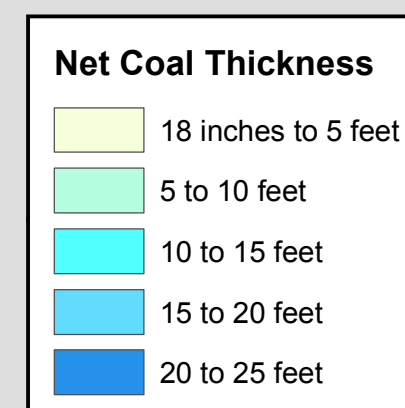 Net Coal Thickness
18 inches to 5 feet
5 to 10 feet
10 to 15 feet
15 to 20 feet
20 to 25 feet